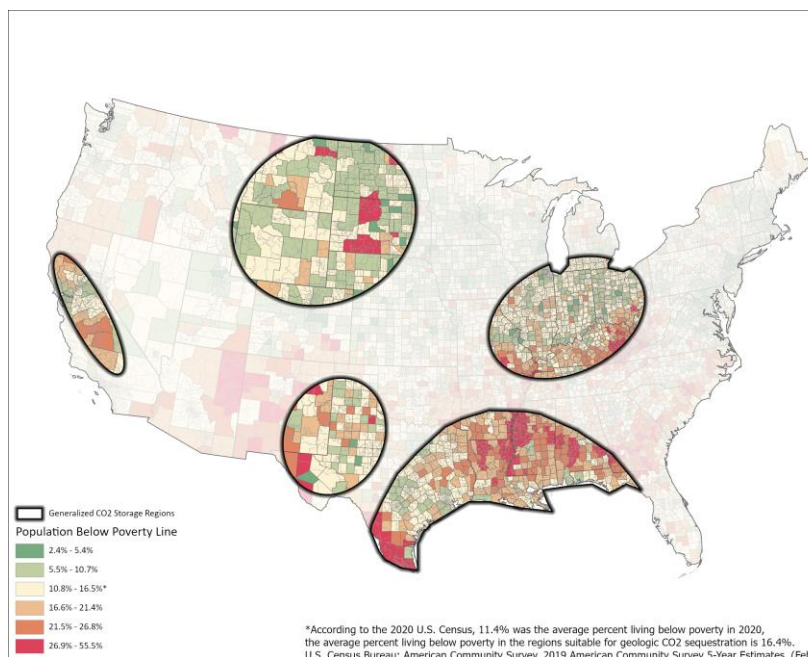 Generalized CO2 Storage Regions
Population Below Poverty Line
2.4% - 5.4%
5.5% - 10.7%
10.8% - 16.5%*
16.6% - 21.4%
21.5% - 26.8%
26.9% - 55.5%
*According to the 2020 U.S. Census, 11.4% was the average percent living below poverty in 2020,
the average percent living below poverty in the regions suitable for geologic CO2 sequestration is 16.4%.
U.S. Census Bureau; American Community Survey, 2019 American Community Survey 5-Year Estimates, (Feb